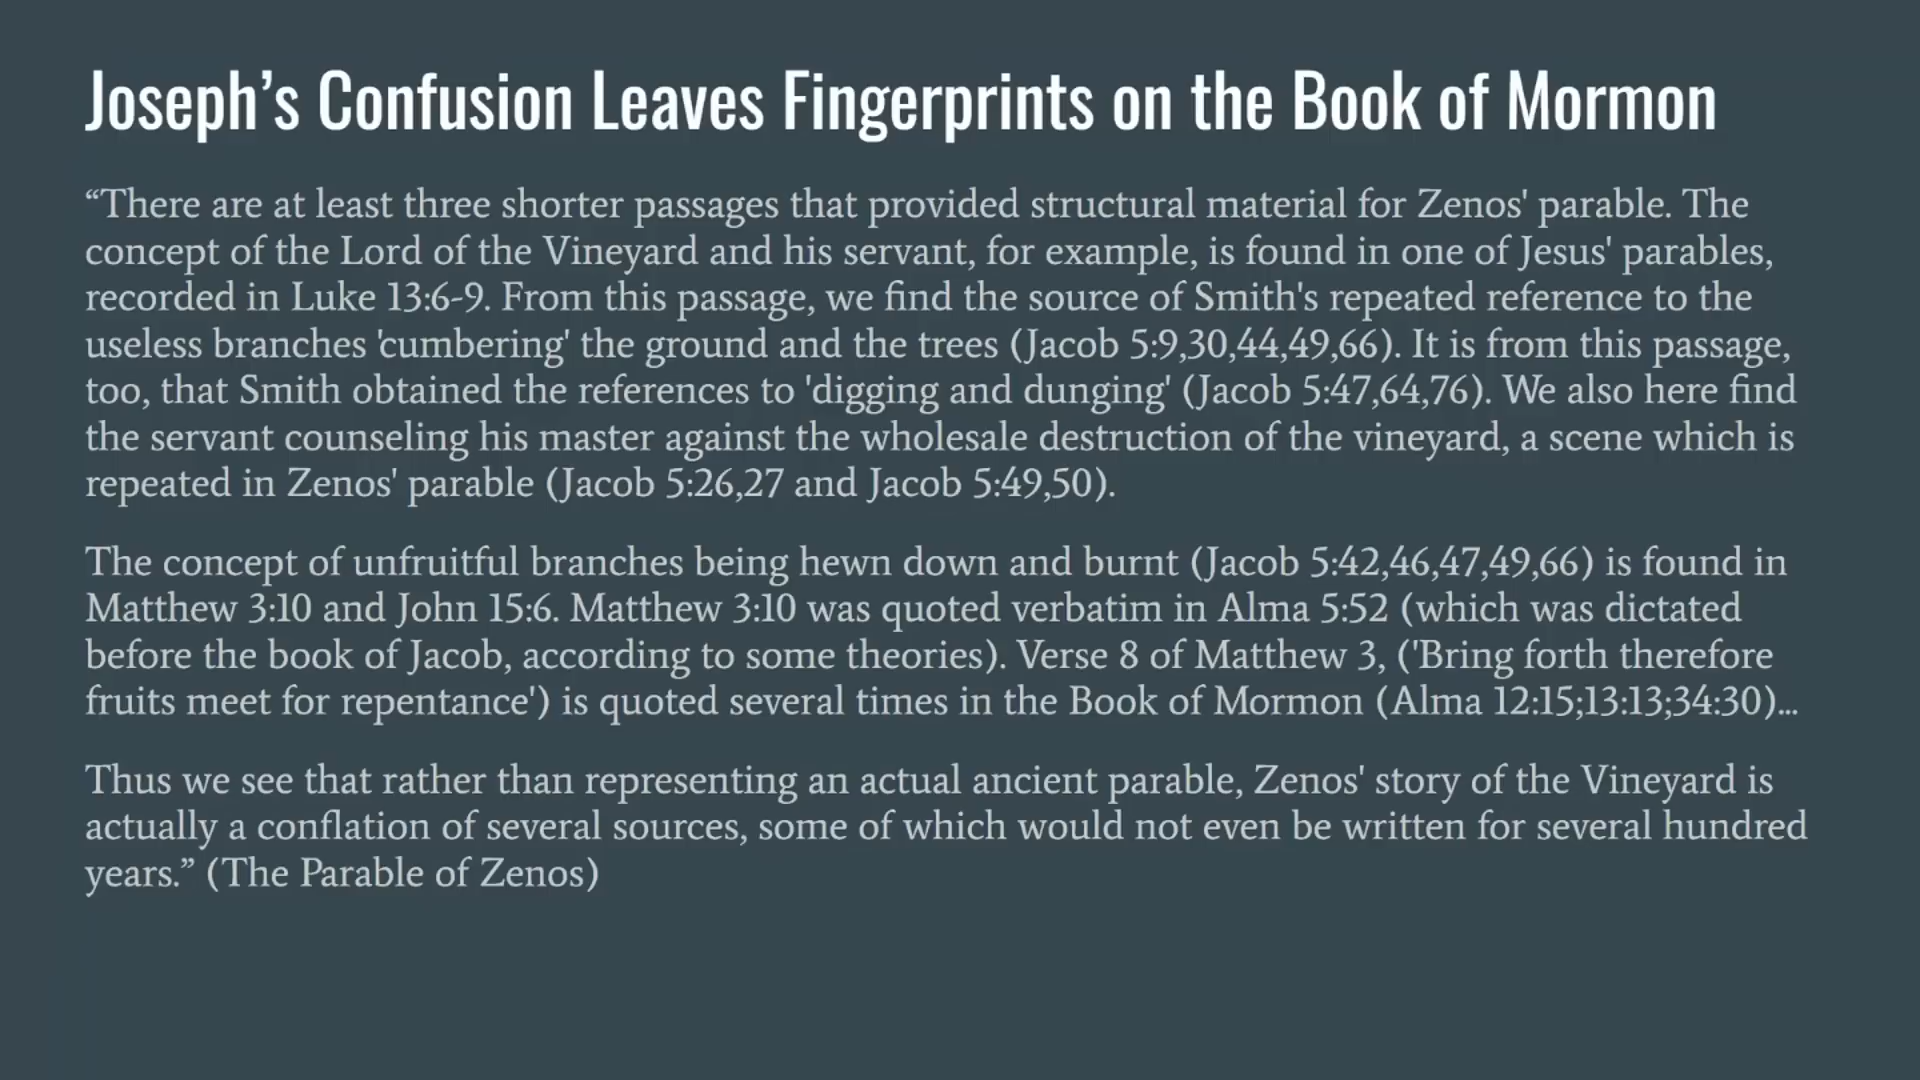 Joseph’s Confusion Leaves Fingerprints on the Book of Mormon
“There are at least three shorter passages that provided structural material for Zenos' parable. The
concept of the Lord of the Vineyard and his servant, for example, is found in one of Jesus' parables,
recorded in Luke 13:6-9. From this passage, we find the source of Smith's repeated reference to the
useless branches 'cumbering' the ground and the trees (Jacob 5:9,30,44,49,66). It is from this passage,
too, that Smith obtained the references to 'digging and dunging' (Jacob 5:47,64,76). We also here find
the servant counseling his master against the wholesale destruction of the vineyard, a scene which is
repeated in Zenos' parable (Jacob 5:26,27 and Jacob 5:49,50).
The concept of unfruitful branches being hewn down and burnt (Jacob 5:42,46,47,49,66) is found in
Matthew 3:10 and John 15:6. Matthew 3:10 was quoted verbatim in Alma 5:52 (which was dictated
before the book of Jacob, according to some theories). Verse 8 of Matthew 3, ('Bring forth therefore
fruits meet for repentance') is quoted several times in the Book of Mormon (Alma 12:15;13:13;34:30)...
Thus we see that rather than representing an actual ancient parable, Zenos' story of the Vineyard is
actually a conflation of several sources, some of which would not even be written for several hundred
years.” (The Parable of Zenos)